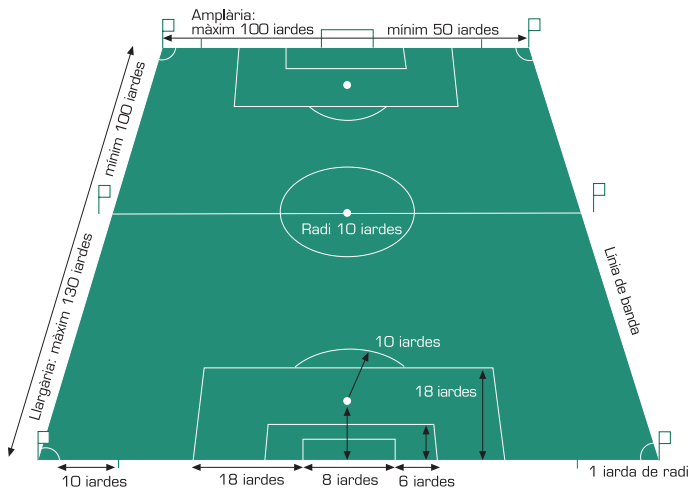 Amplària:
màxim 100 iardes mínim 50 iardes
mínim 100 iardes
Llargària: màxim 130 iardes
Radi 10 iardes
Línia de banda
10 iardes
18 iardes
10 iardes
18 iardes
8 iardes
6 iardes
1 iarda de radi